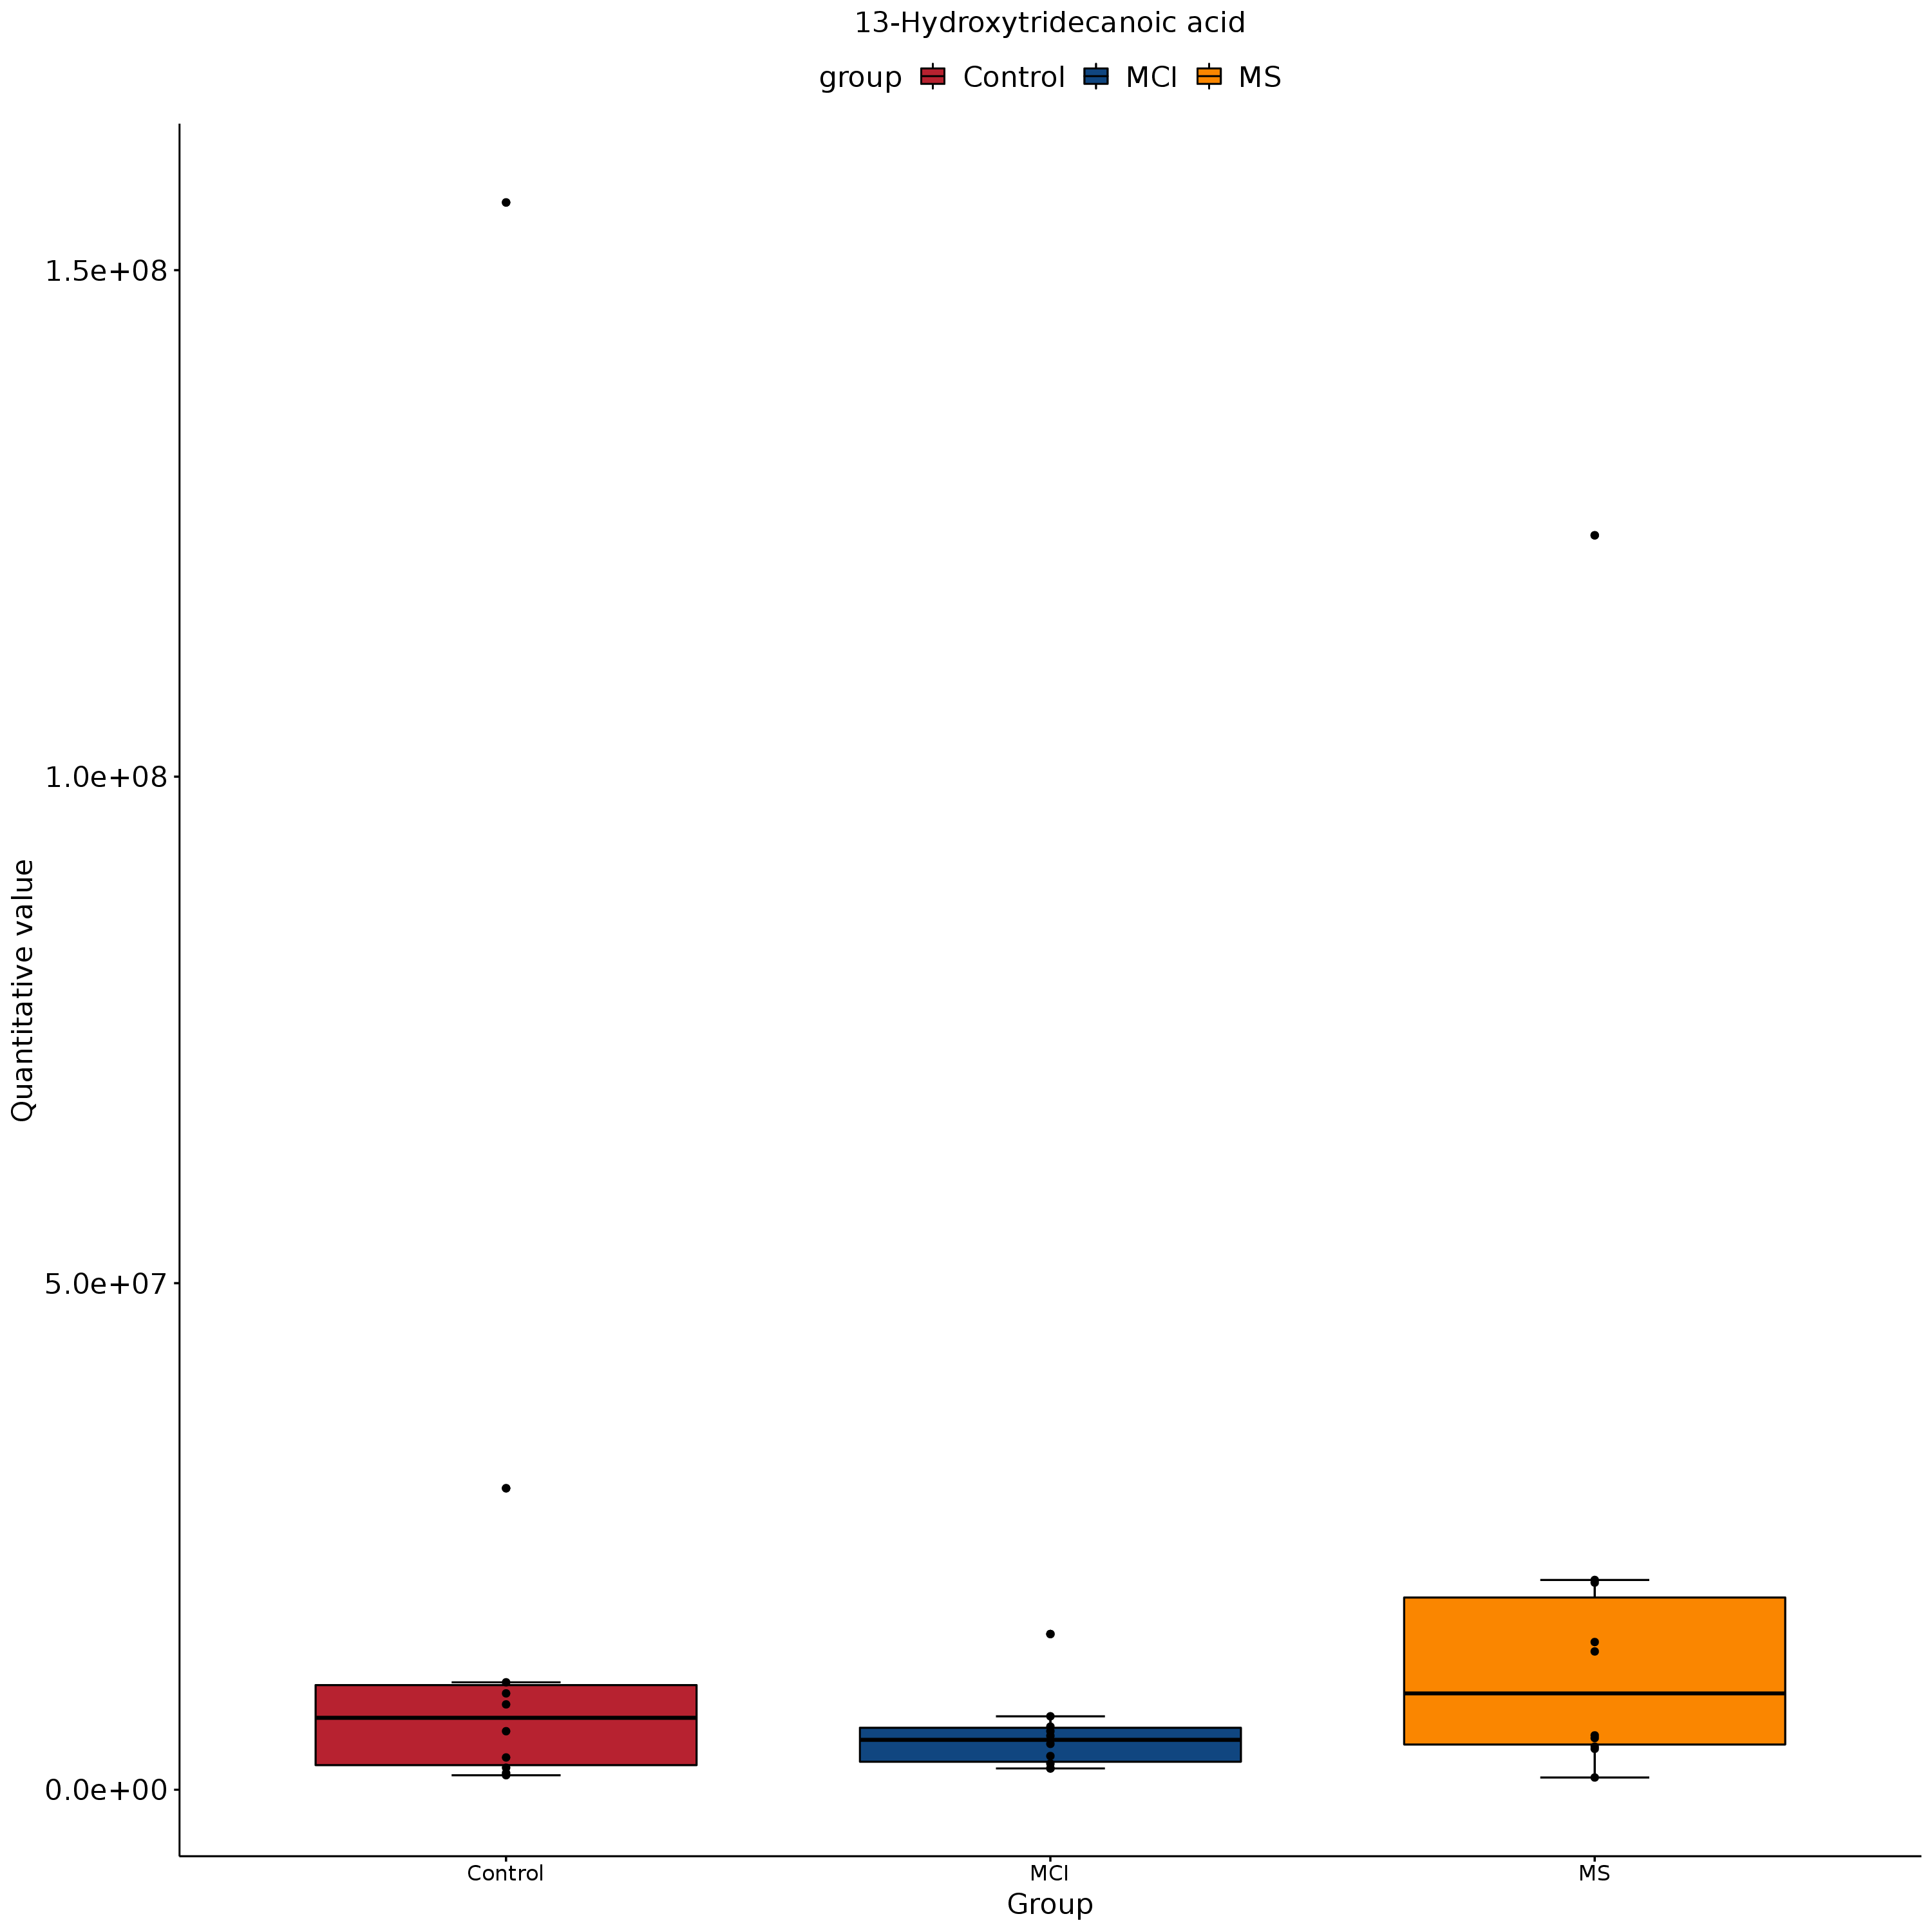 13-Hydroxytridecanoic acid
group Control MCI MS
1.5e+08
1.0e+08
5.0e+07
0.0e+00
Quantitative value
Control MCI MS
Group